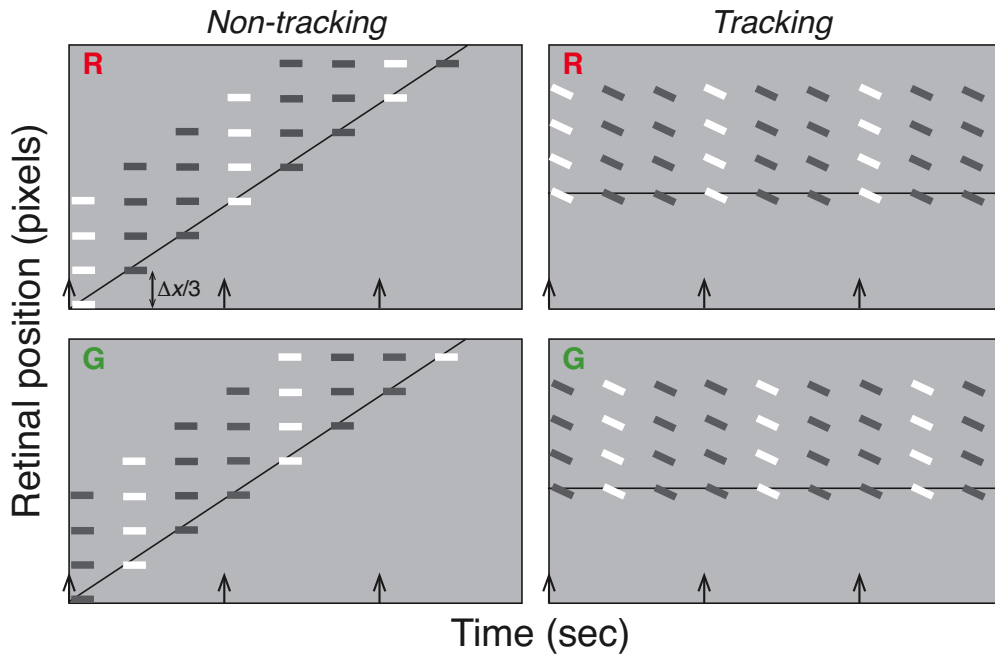 Non-tracking
Tracking
R
R
Δx/3
G
G
Retinal position (pixels)
Time (sec)